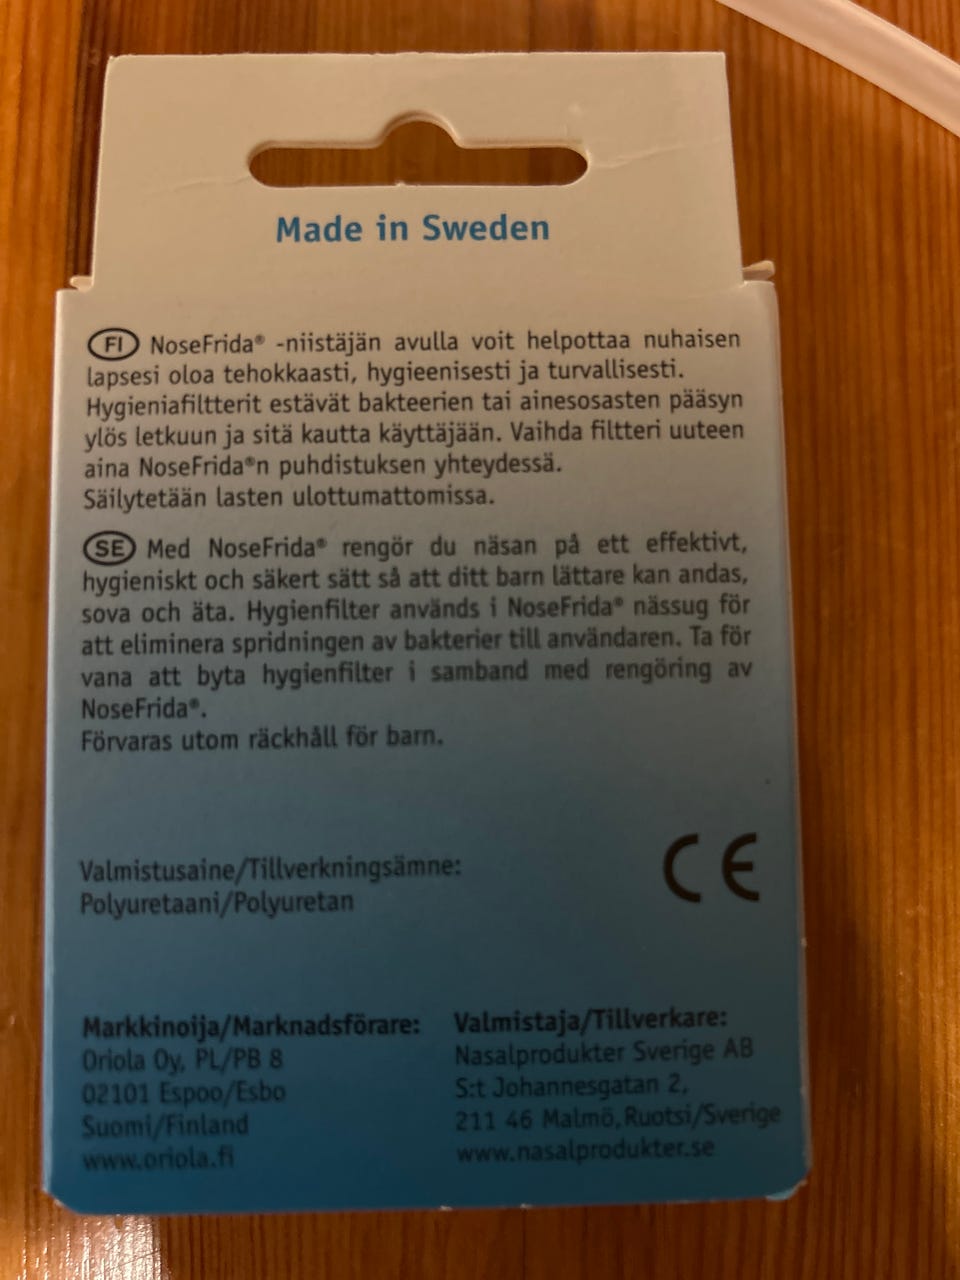 Made in Sweden
FI NoseFrida® -niistäjän avulla voit helpottaa nuhaisen
lapsesi oloa tehokkaasti, hygieenisesti ja turvallisesti.
Hygieniafiltterit estävät bakteerien tai ainesosasten pääsyn
ylös letkuun ja sitä kautta käyttäjään. Vaihda filtteri uuteen
aina NoseFrida®n puhdistuksen yhteydessä.
Säilytetään lasten ulottumattomissa.
SE Med NoseFrida® rengör du näsan på ett effektivt,
hygieniskt och säkert sätt så att ditt barn lättare kan andas,
sova och äta. Hygienfilter används i NoseFrida® nässug för
att eliminera spridningen av bakterier till användaren. Ta för
vana att byta hygienfilter i samband med rengöring av
NoseFrida®.
Förvaras utom räckhåll för barn.
Valmistusaine/Tillverkningsämne:
Polyuretaani/Polyuretan
CE
Markkinoija/Marknadsförare:
Oriola Oy, PL/PB 8
02101 Espoo/Esbo
Suomi/Finland
www.oriola.fi
Valmistaja/Tillverkare:
Nasalprodukter Sverige AB
S:t Johannesgatan 2,
211 46 Malmö, Ruotsi/Sverige
www.nasalprodukter.se